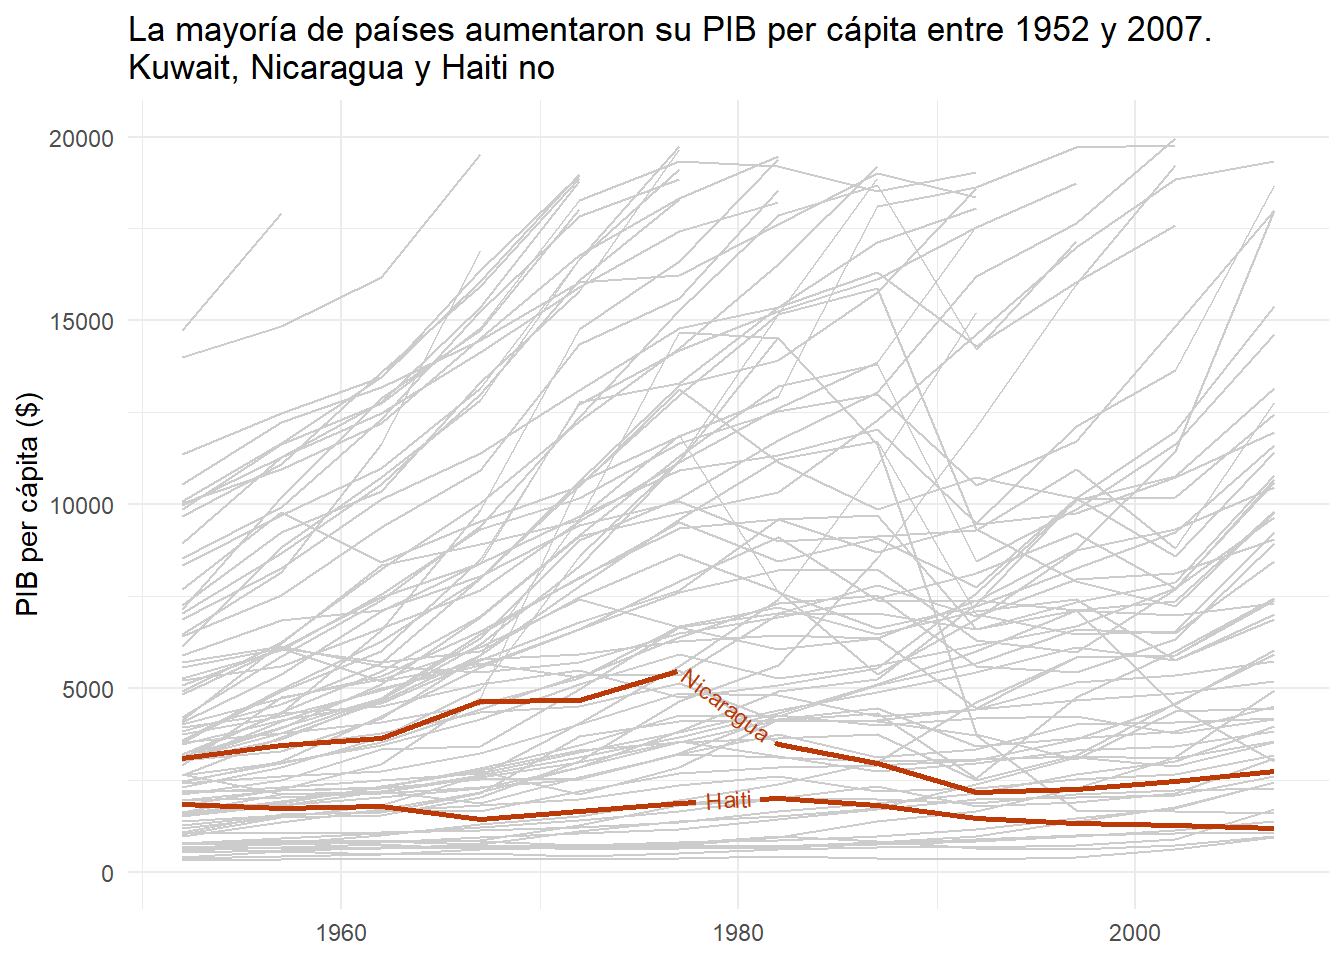 La mayoría de países aumentaron su PIB per cápita entre 1952 y 2007.
Kuwait, Nicaragua y Haiti no
20000
15000
10000
5000
0
PIB per cápita ($)
Nicaragua
Haiti
1960
1980
2000